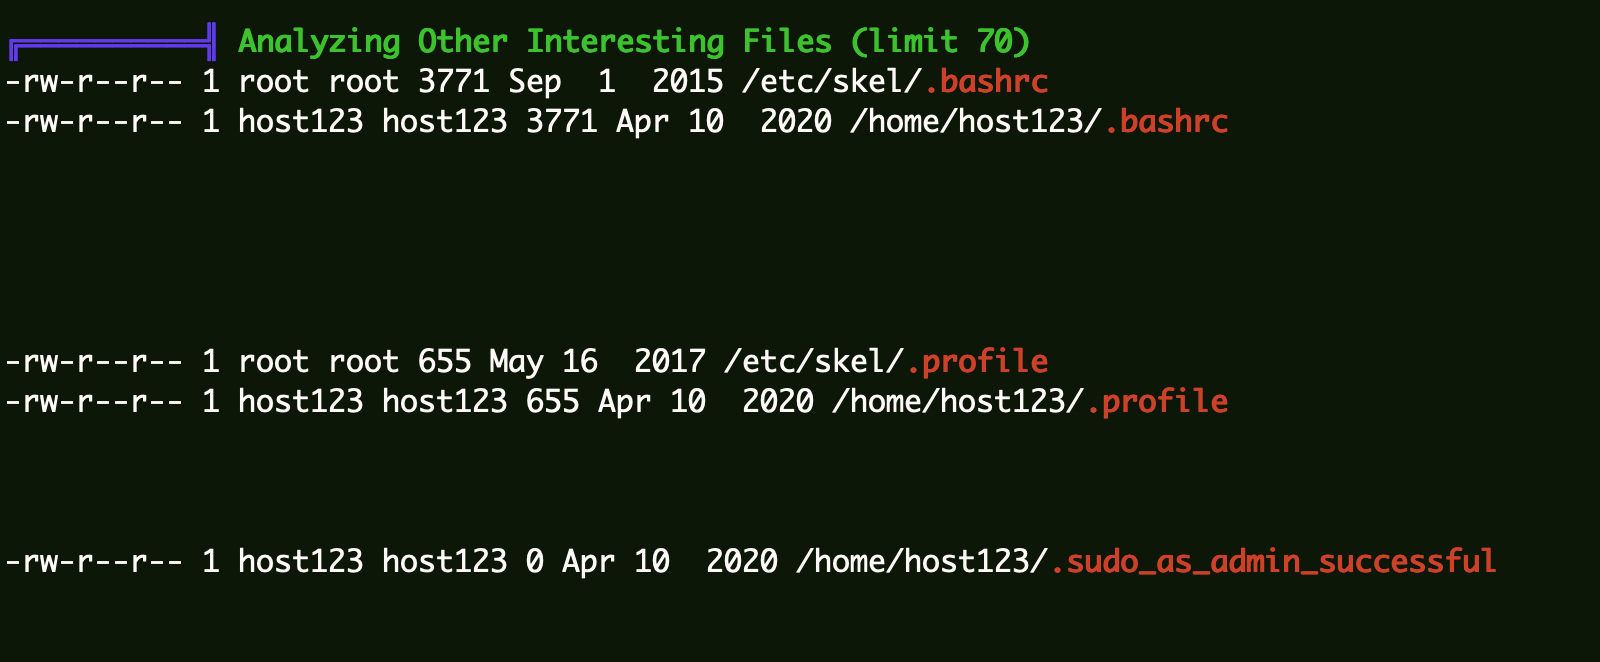 ╔══════════╣ Analyzing Other Interesting Files (limit 70)
-rw-r--r-- 1 root root 3771 Sep  1  2015 /etc/skel/.bashrc
-rw-r--r-- 1 host123 host123 3771 Apr 10  2020 /home/host123/.bashrc
-rw-r--r-- 1 root root 655 May 16  2017 /etc/skel/.profile
-rw-r--r-- 1 host123 host123 655 Apr 10  2020 /home/host123/.profile
-rw-r--r-- 1 host123 host123 0 Apr 10  2020 /home/host123/.sudo_as_admin_successful